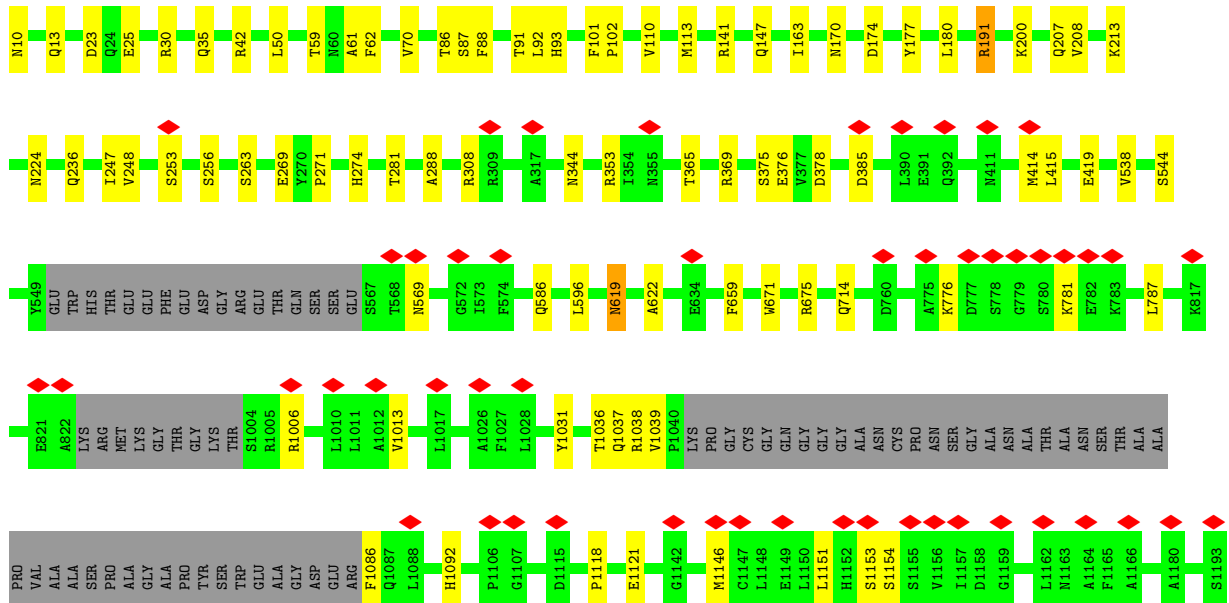 N10 Q13 D23 Q24 E25 R30 Q35 R42 L50 T59 N60 A61 F62 V70 T86 S87 F88 T91 L92 H93 F101 P102 V110 M113 R141 Q147 I163 N170 D174 Y177 L180 R191 K200 Q207 V208 K213
N224 Q236 I247 V248 S253 S256 S263 E269 Y270 P271 H274 T281 A288 R308 R309 A317 N344 R353 I354 N355 T365 R369 S375 E376 V377 D378 D385 L390 E391 Q392 N411 M414 L415 E419 V538 S544
Y549 GLU TRP HIS THR GLU GLU PHE GLU ASP GLY ARG GLU THR GLN SER SER GLU S567 T568 N569 G572 I573 F574 Q586 L596 N619 A622 E634 F659 W671 R675 Q714 D760 A775 K776 D777 S778 G779 S780 K781 E782 K783 L787 K817
E821 A822 LYS ARG MET LYS GLY THR GLY LYS THR S1004 R1005 R1006 L1010 L1011 A1012 V1013 L1017 A1026 F1027 L1028 Y1031 T1036 Q1037 R1038 V1039 P1040 LYS PRO GLY CYS GLY GLN GLY GLY GLY ALA ASN CYS PRO ASN SER GLY ALA ASN ALA THR ALA ASN SER THR ALA ALA
PRO VAL ALA ALA SER PRO ALA GLY ALA PRO TYR SER TRP GLU ALA GLY ASP GLU ARG F1086 Q1087 L1088 H1092 P1106 G1107 D1115 P1118 E1121 G1142 M1146 C1147 L1148 E1149 L1150 L1151 H1152 S1153 S1154 S1155 V1156 I1157 D1158 G1159 L1162 N1163 A1164 F1165 A1166 A1180 S1193